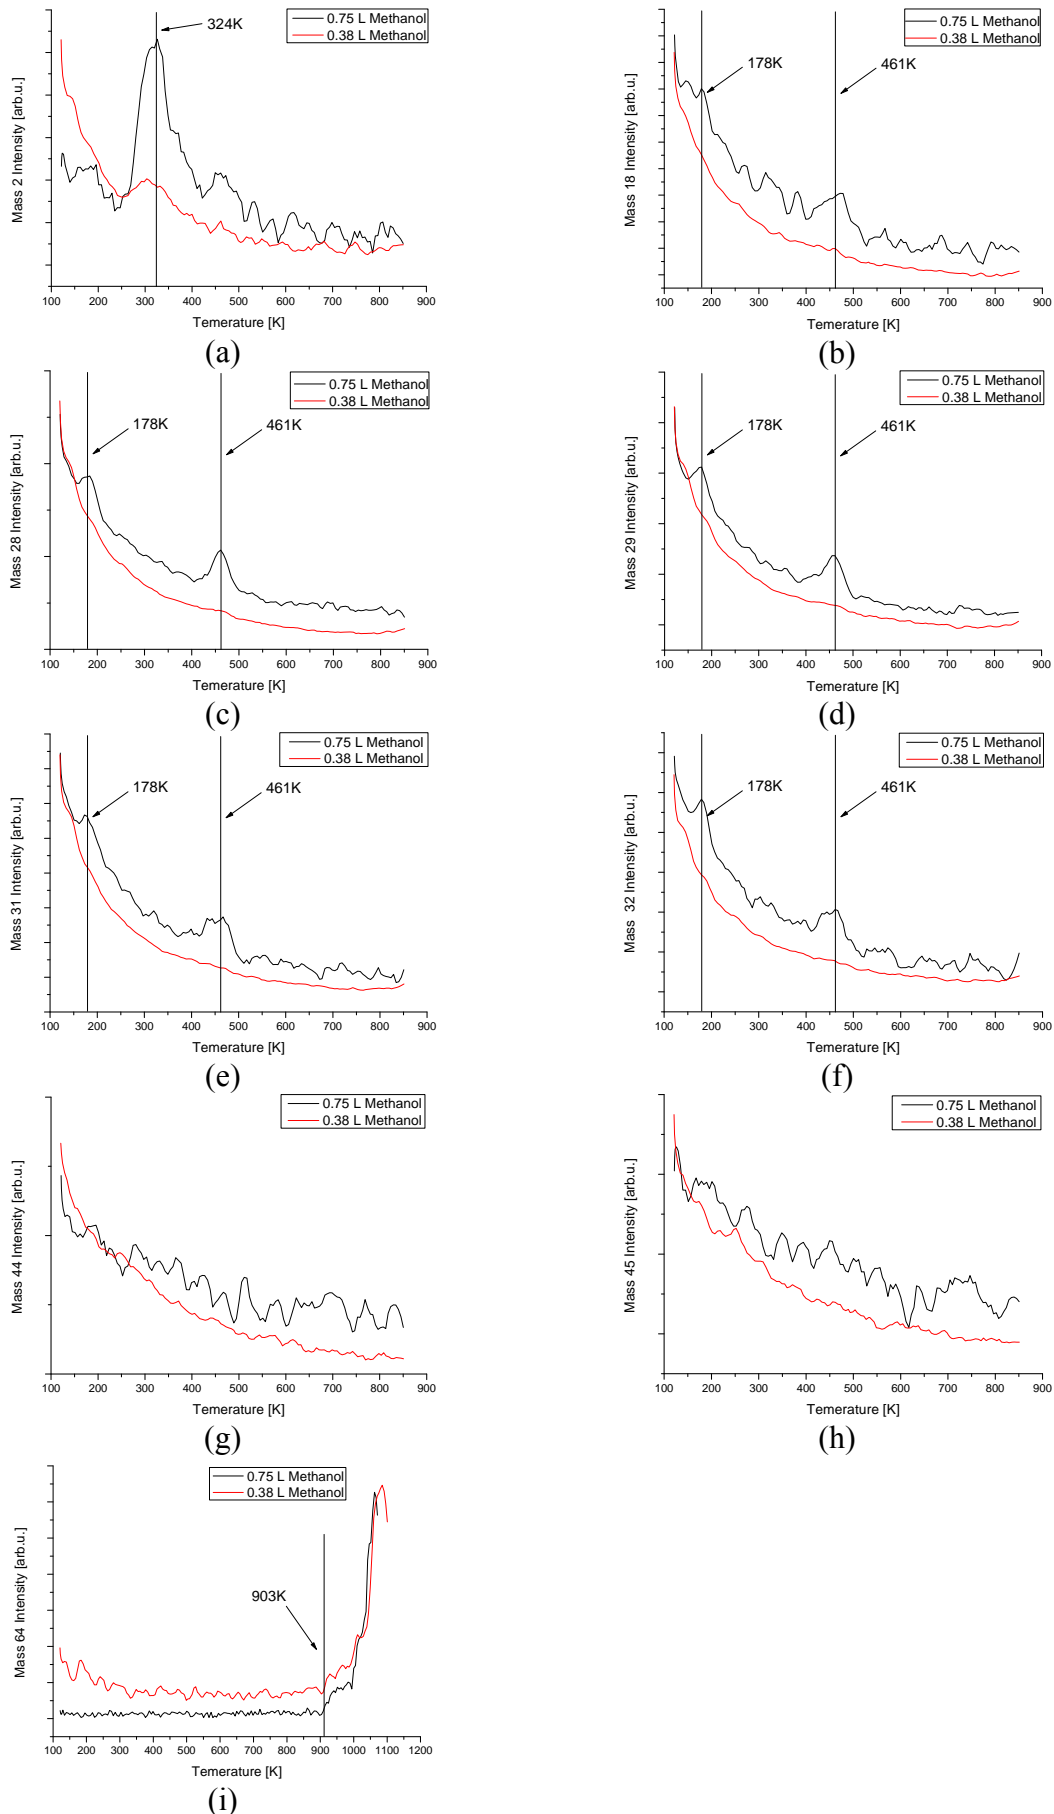 0.75 L Methanol
0.38 L Methanol
324K
Mass 2 Intensity [arb.u.]
100 200 300 400 500 600 700 800 900
Temerature [K]
(a)
0.75 L Methanol
0.38 L Methanol
178K
461K
Mass 18 Intensity [arb.u.]
100 200 300 400 500 600 700 800 900
Temerature [K]
(b)
0.75 L Methanol
0.38 L Methanol
178K
461K
Mass 28 Intensity [arb.u.]
100 200 300 400 500 600 700 800 900
Temerature [K]
(c)
0.75 L Methanol
0.38 L Methanol
178K
461K
Mass 29 Intensity [arb.u.]
100 200 300 400 500 600 700 800 900
Temerature [K]
(d)
0.75 L Methanol
0.38 L Methanol
178K
461K
Mass 31 Intensity [arb.u.]
100 200 300 400 500 600 700 800 900
Temerature [K]
(e)
0.75 L Methanol
0.38 L Methanol
178K
461K
Mass 32 Intensity [arb.u.]
100 200 300 400 500 600 700 800 900
Temerature [K]
(f)
0.75 L Methanol
0.38 L Methanol
Mass 44 Intensity [arb.u.]
100 200 300 400 500 600 700 800 900
Temerature [K]
(g)
0.75 L Methanol
0.38 L Methanol
Mass 45 Intensity [arb.u.]
100 200 300 400 500 600 700 800 900
Temerature [K]
(h)
0.75 L Methanol
0.38 L Methanol
903K
Mass 64 Intensity [arb.u.]
100 200 300 400 500 600 700 800 900 1000 1100 1200
Temerature [K]
(i)